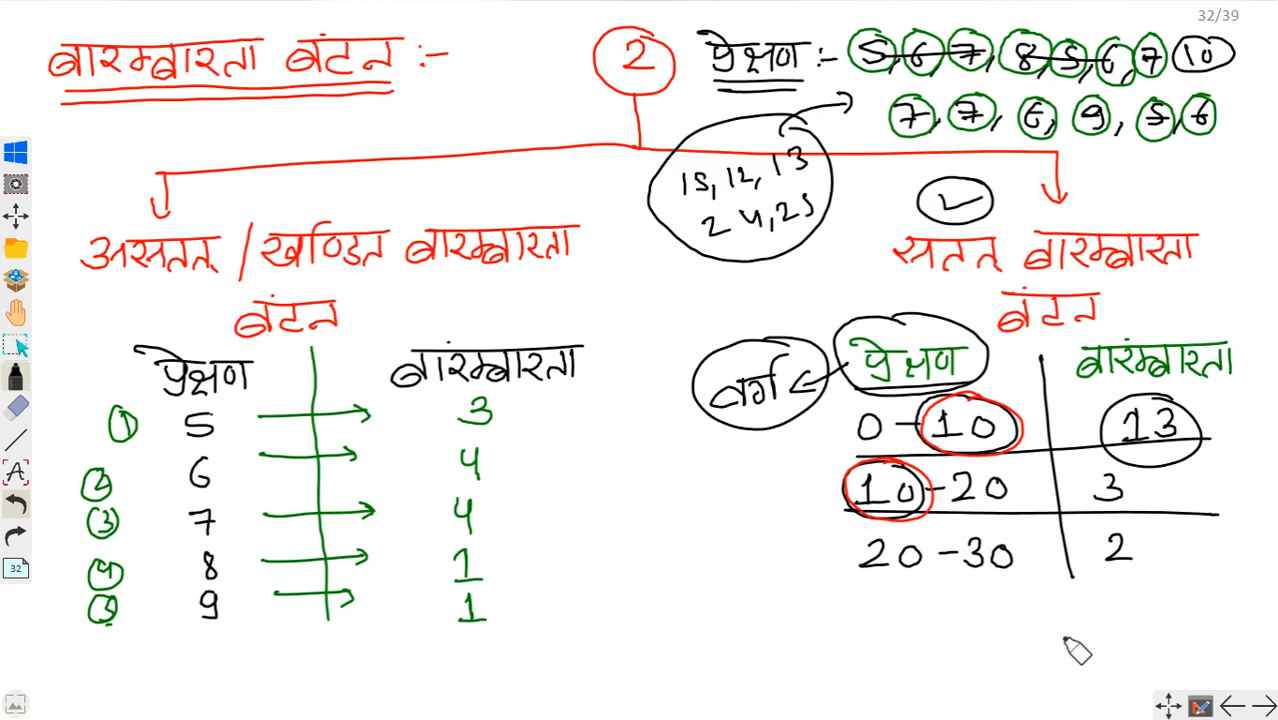 32/39
बारम्बारता बंटन :-
2
प्रेक्षण :- 5, 6, 7, 8, 5, 6, 7 10
7, 7, 6, 9, 5, 6
15, 12, 13
24, 25
असतत् / खण्डित बारम्बारता
बंटन
प्रेक्षण बारंम्बारता
① 5 3
② 6 4
③ 7 4
④ 8 1
⑤ 9 1
सतत् बारम्बारता
बंटन
वर्ग प्रेक्षण बारंम्बारता
0 - 10 13
10 - 20 3
20 - 30 2
32